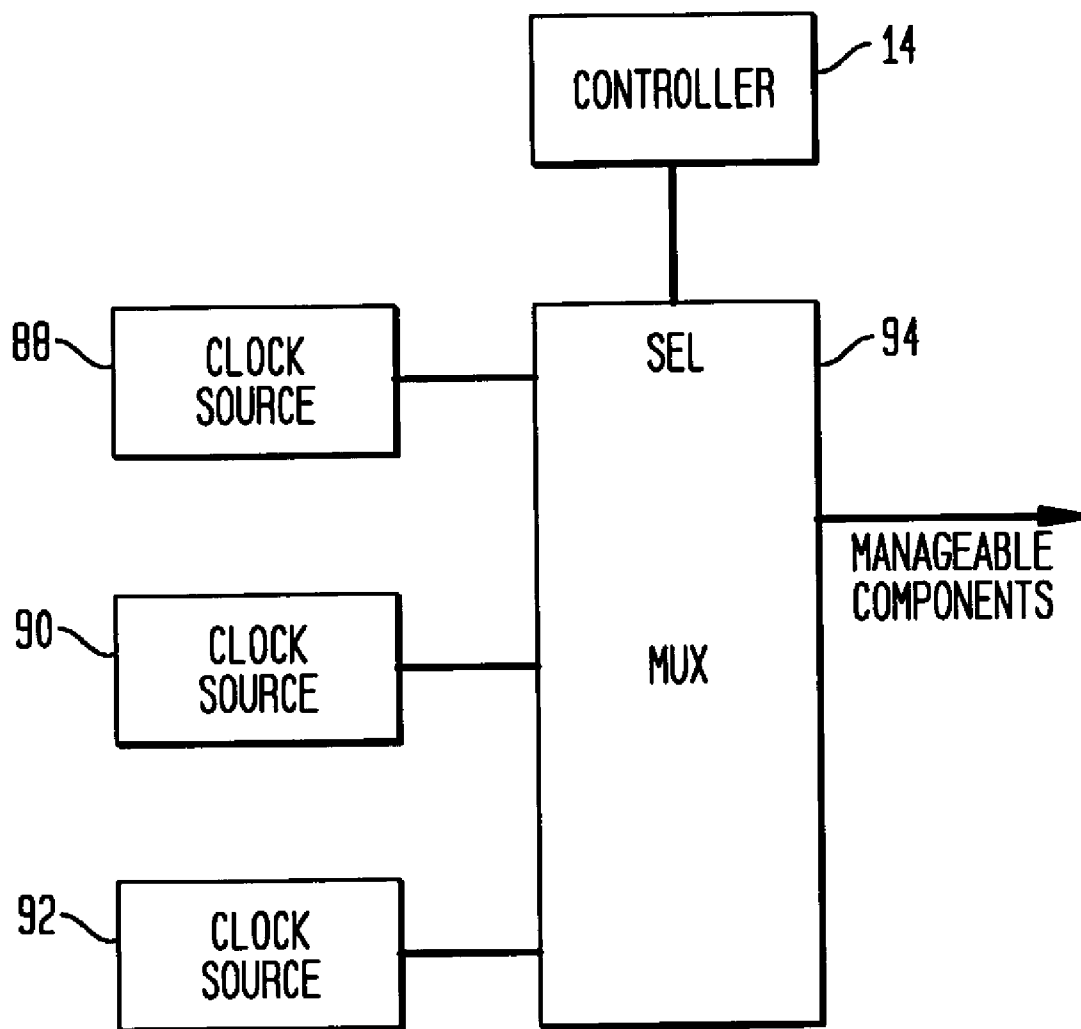 CONTROLLER
14
88
CLOCK
SOURCE
SEL
94
MANAGEABLE
COMPONENTS
90
CLOCK
SOURCE
MUX
92
CLOCK
SOURCE